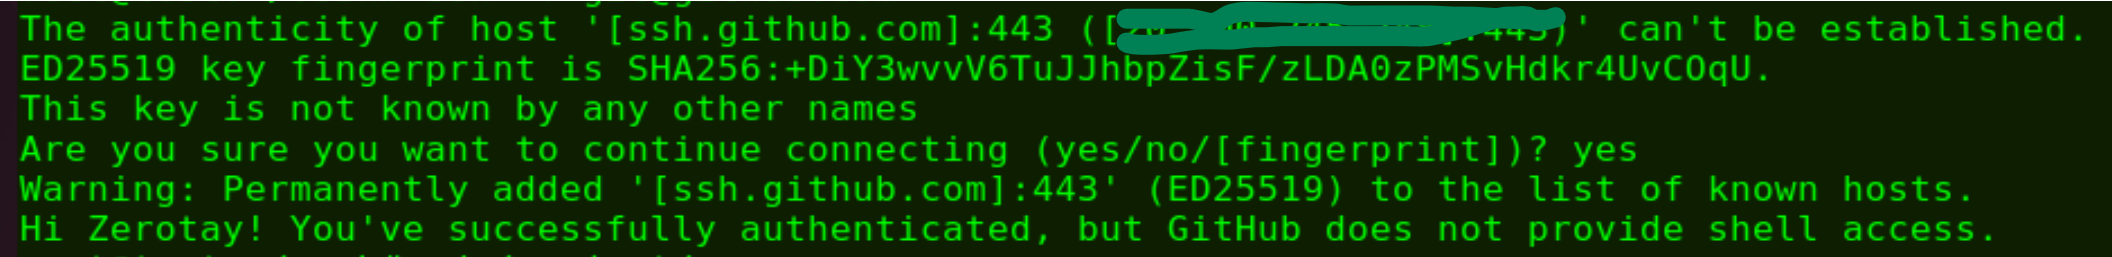 The authenticity of host '[ssh.github.com]:443 ([ can't be established.
ED25519 key fingerprint is SHA256:+DiY3wvvV6TuJJhbpZisF/zLDA0zPMSvHdkr4UvCOqU.
This key is not known by any other names
Are you sure you want to continue connecting (yes/no/[fingerprint])? yes
Warning: Permanently added '[ssh.github.com]:443' (ED25519) to the list of known hosts.
Hi Zerotay! You've successfully authenticated, but GitHub does not provide shell access.